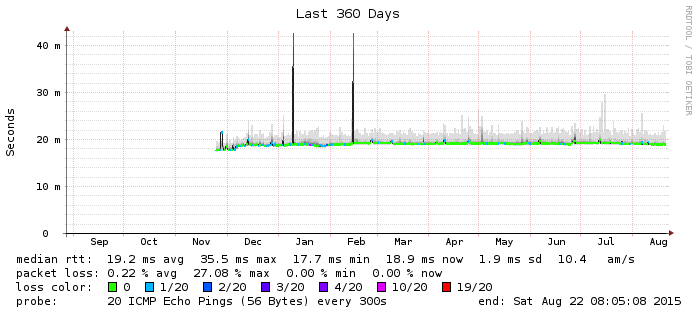 Last 360 Days
RRDTOOL / TOBI OETIKER
Seconds
40 m
30 m
20 m
10 m
0
Sep Oct Nov Dec Jan Feb Mar Apr May Jun Jul Aug
median rtt: 19.2 ms avg 35.5 ms max 17.7 ms min 18.9 ms now 1.9 ms sd 10.4 am/s
packet loss: 0.22 % avg 27.08 % max 0.00 % min 0.00 % now
loss color: 0 1/20 2/20 3/20 4/20 10/20 19/20
probe: 20 ICMP Echo Pings (56 Bytes) every 300s end: Sat Aug 22 08:05:08 2015